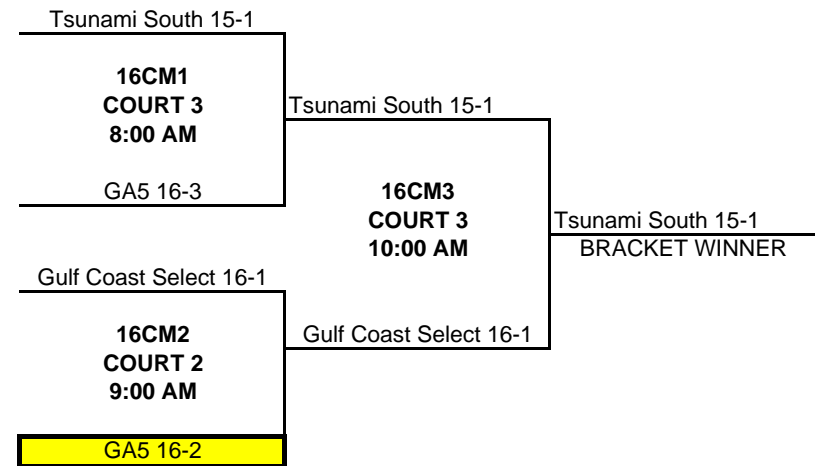 Tsunami South 15-1
16CM1
COURT 3
8:00 AM
Tsunami South 15-1
GA5 16-3
16CM3
COURT 3
10:00 AM
Tsunami South 15-1
BRACKET WINNER
Gulf Coast Select 16-1
16CM2
COURT 2
9:00 AM
Gulf Coast Select 16-1
GA5 16-2